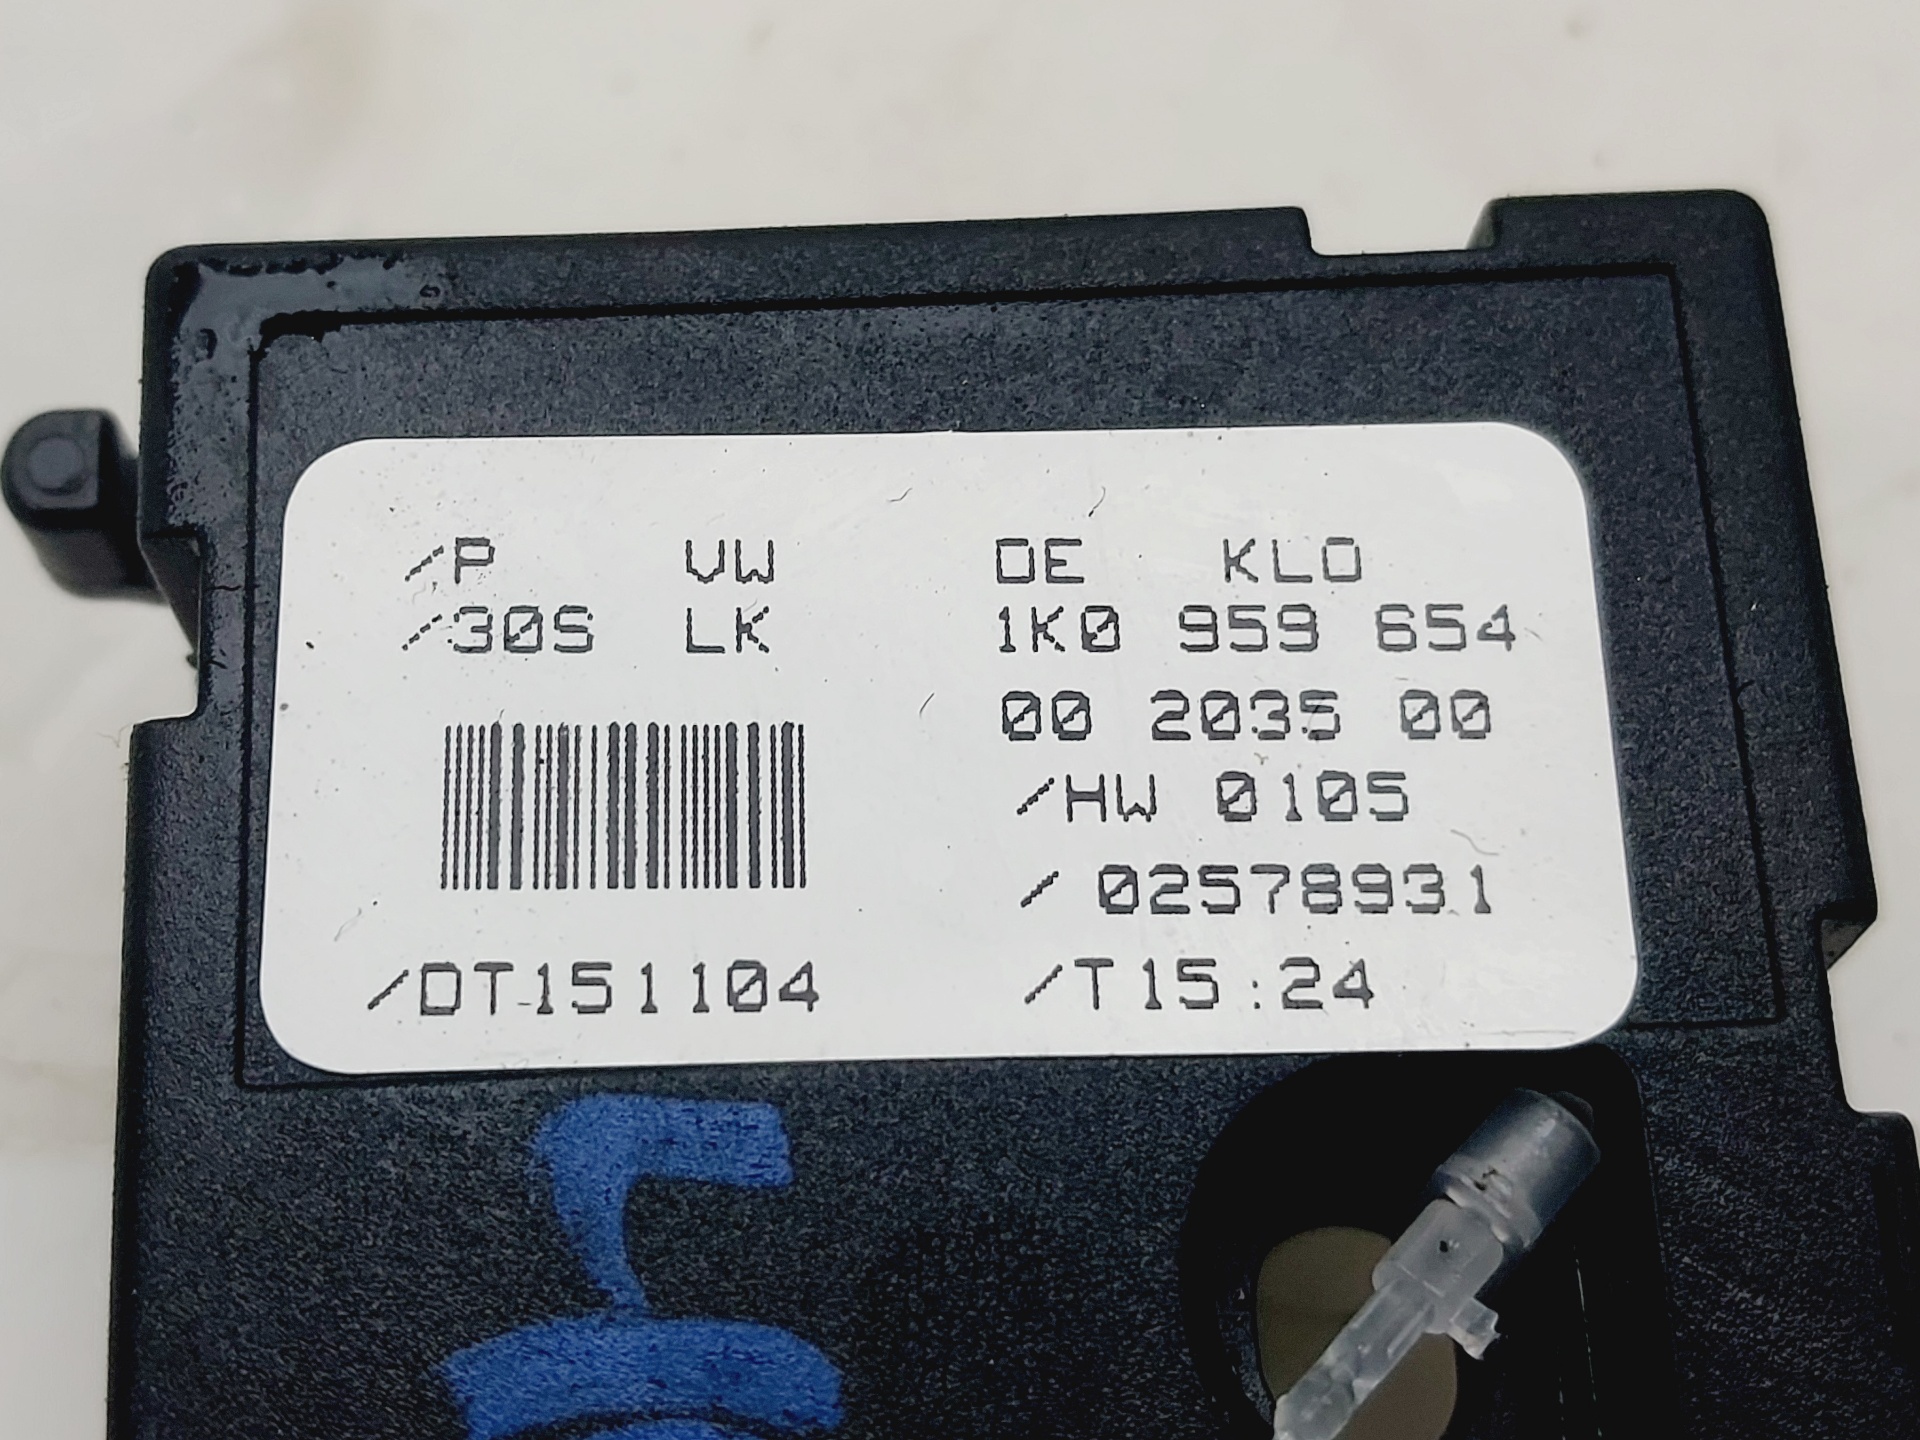 /P VW DE KLO
/30S LK 1K0 959 654
00 2035 00
/HW 0105
/ 02578931
/DT151104 /T15:24